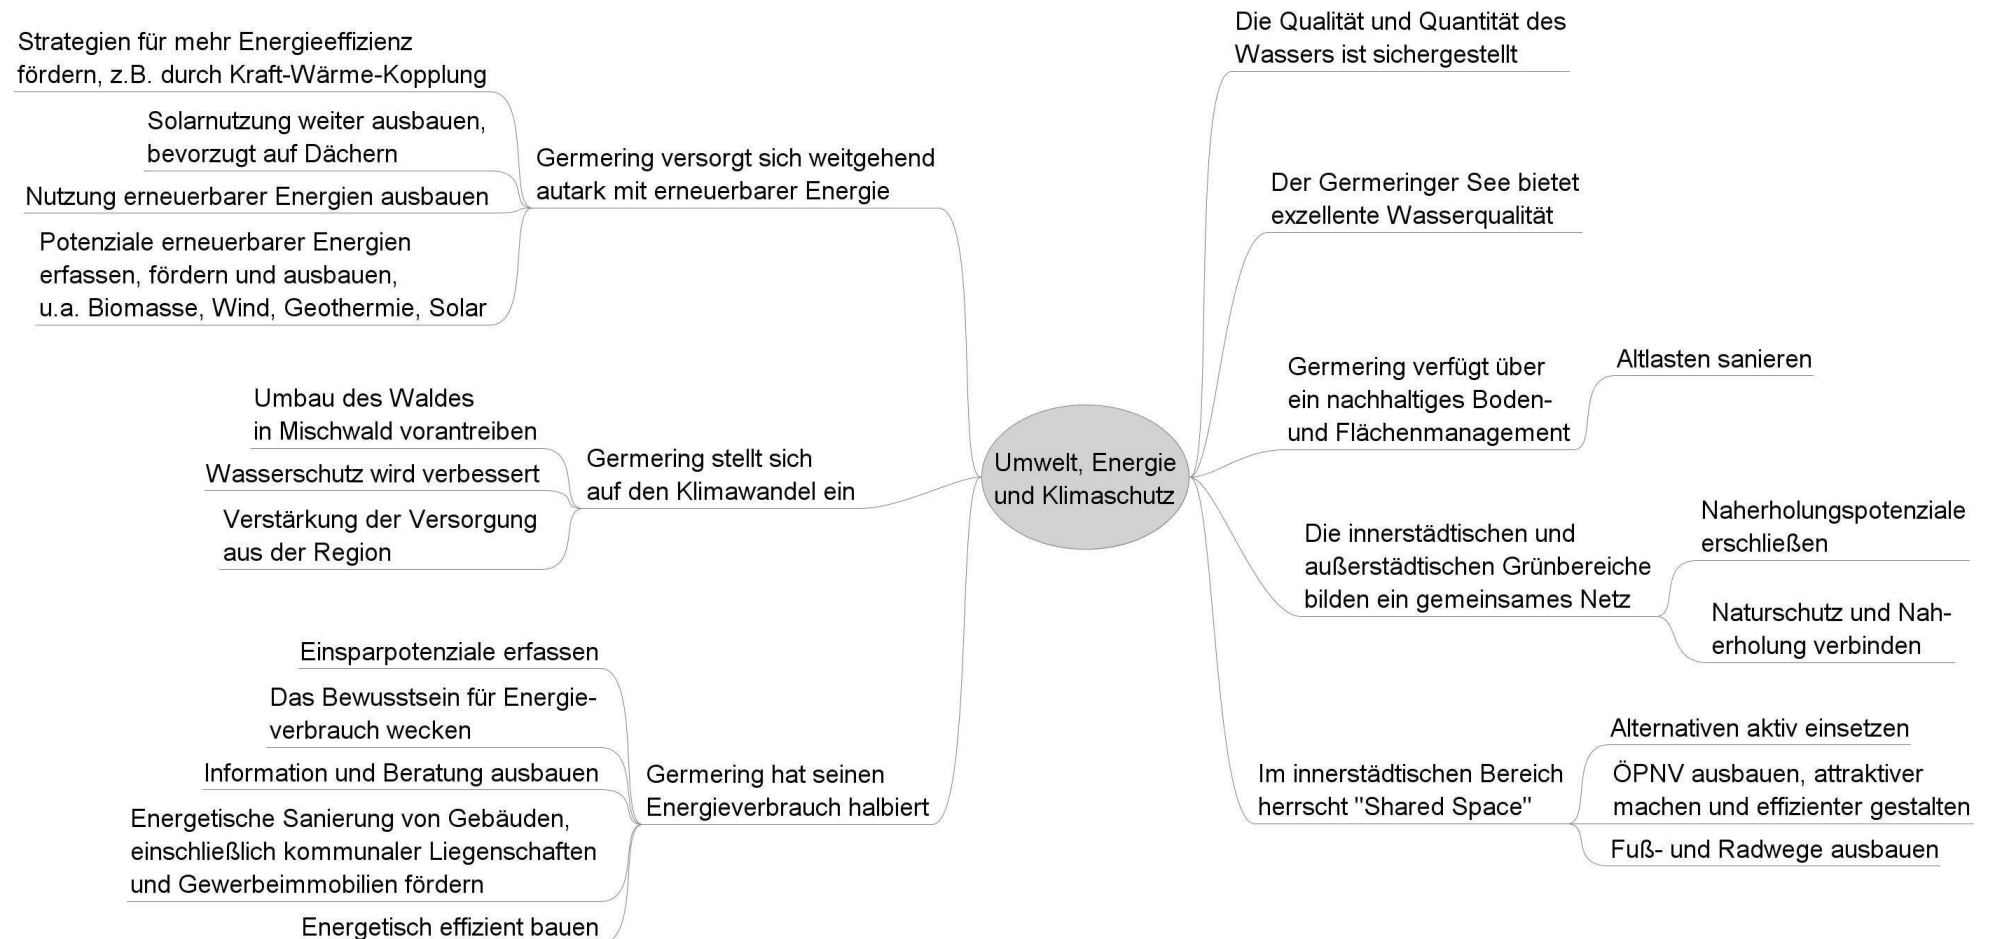 Strategien für mehr Energieeffizienz
fördern, z.B. durch Kraft-Wärme-Kopplung
Solarnutzung weiter ausbauen,
bevorzugt auf Dächern
Nutzung erneuerbarer Energien ausbauen
Potenziale erneuerbarer Energien
erfassen, fördern und ausbauen,
u.a. Biomasse, Wind, Geothermie, Solar
Germering versorgt sich weitgehend
autark mit erneuerbarer Energie
Umbau des Waldes
in Mischwald vorantreiben
Wasserschutz wird verbessert
Verstärkung der Versorgung
aus der Region
Germering stellt sich
auf den Klimawandel ein
Einsparpotenziale erfassen
Das Bewusstsein für Energie-
verbrauch wecken
Information und Beratung ausbauen
Energetische Sanierung von Gebäuden,
einschließlich kommunaler Liegenschaften
und Gewerbeimmobilien fördern
Energetisch effizient bauen
Germering hat seinen
Energieverbrauch halbiert
Umwelt, Energie
und Klimaschutz
Die Qualität und Quantität des
Wassers ist sichergestellt
Der Germeringer See bietet
exzellente Wasserqualität
Germering verfügt über
ein nachhaltiges Boden-
und Flächenmanagement
Altlasten sanieren
Die innerstädtischen und
außerstädtischen Grünbereiche
bilden ein gemeinsames Netz
Naherholungspotenziale
erschließen
Naturschutz und Nah-
erholung verbinden
Im innerstädtischen Bereich
herrscht "Shared Space"
Alternativen aktiv einsetzen
ÖPNV ausbauen, attraktiver
machen und effizienter gestalten
Fuß- und Radwege ausbauen